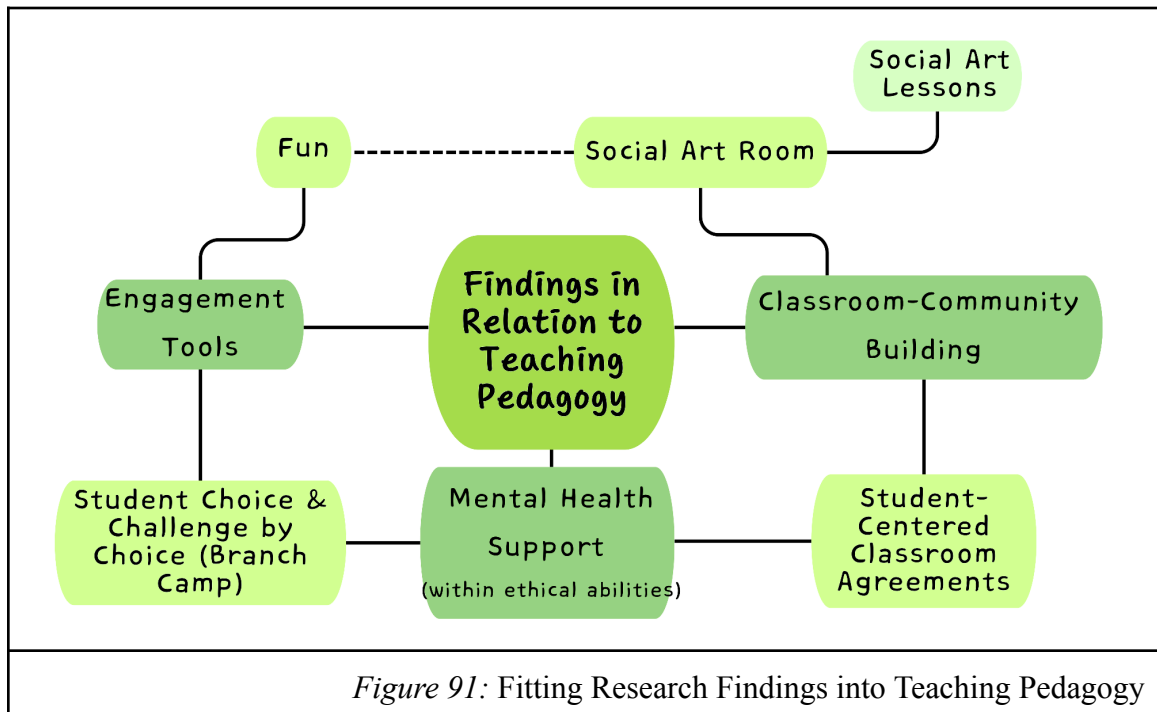 Social Art
Lessons
Fun
Social Art Room
Findings in
Relation to
Teaching
Pedagogy
Engagement
Tools
Classroom-Community
Building
Student Choice &
Challenge by
Choice (Branch
Camp)
Mental Health
Support
(within ethical abilities)
Student-
Centered
Classroom
Agreements
Figure 91: Fitting Research Findings into Teaching Pedagogy